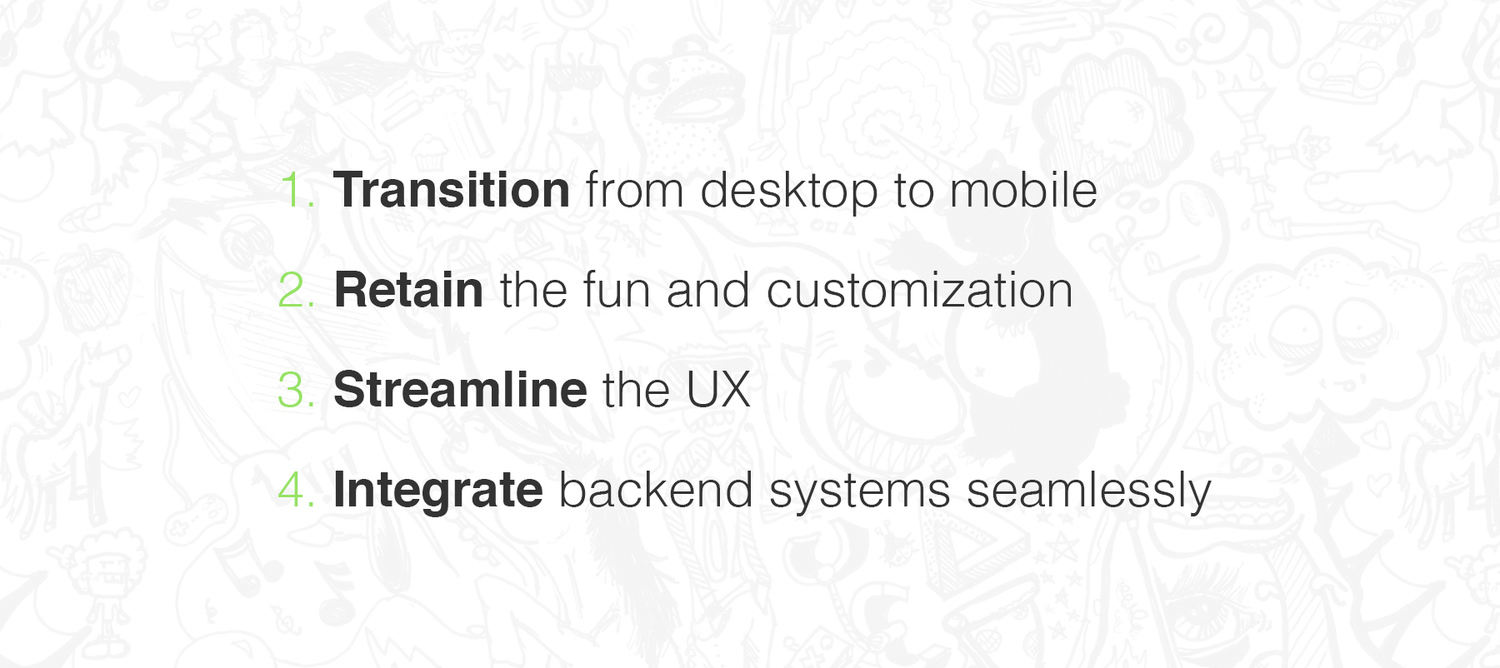 1. Transition from desktop to mobile
2. Retain the fun and customization
3. Streamline the UX
4. Integrate backend systems seamlessly